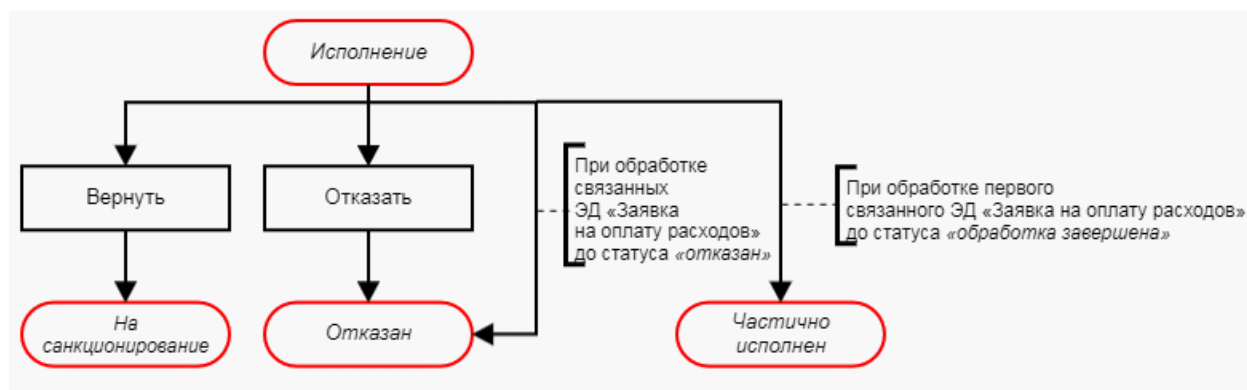 Исполнение
Вернуть
Отказать
При обработке
связанных
ЭД «Заявка
на оплату расходов»
до статуса «отказан»
При обработке первого
связанного ЭД «Заявка на оплату расходов»
до статуса «обработка завершена»
На
санкционирование
Отказан
Частично
исполнен